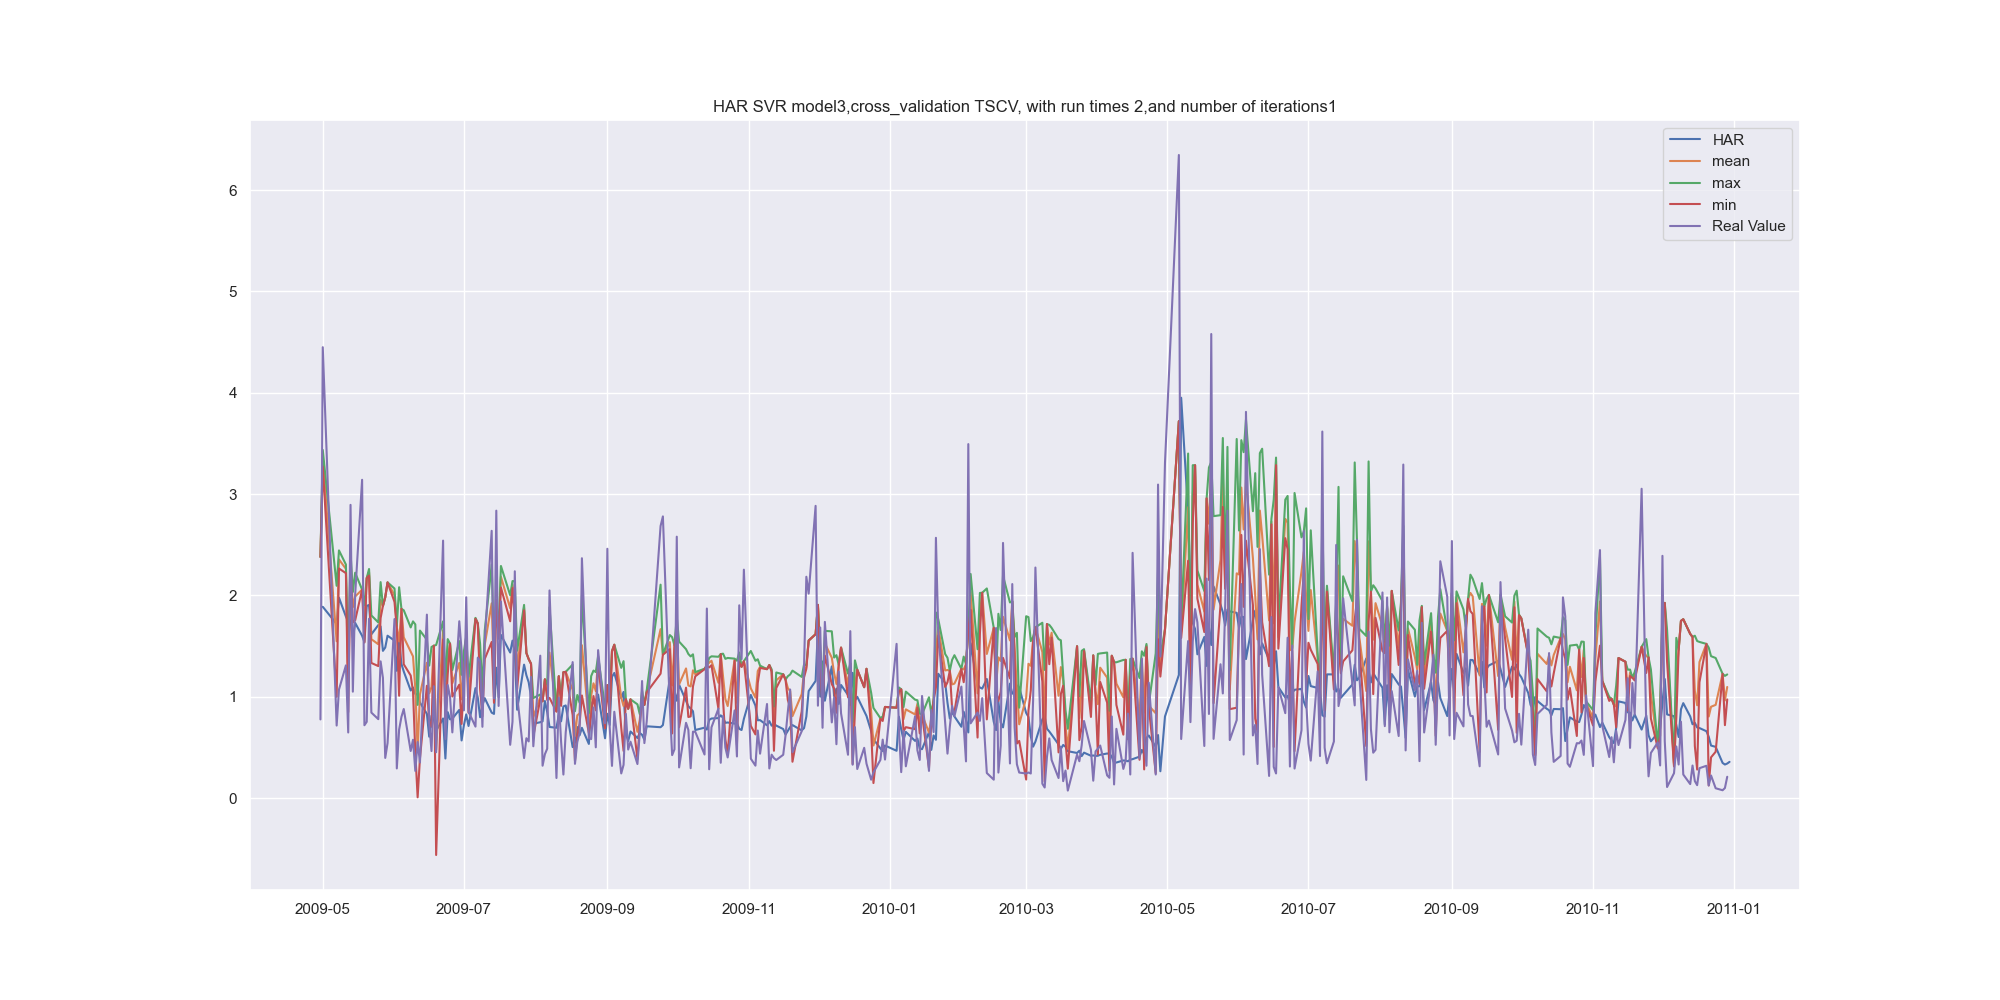 HAR SVR model3,cross_validation TSCV, with run times 2,and number of iterations1
HAR
mean
max
min
Real Value
6
5
4
3
2
1
0
2009-05 2009-07 2009-09 2009-11 2010-01 2010-03 2010-05 2010-07 2010-09 2010-11 2011-01